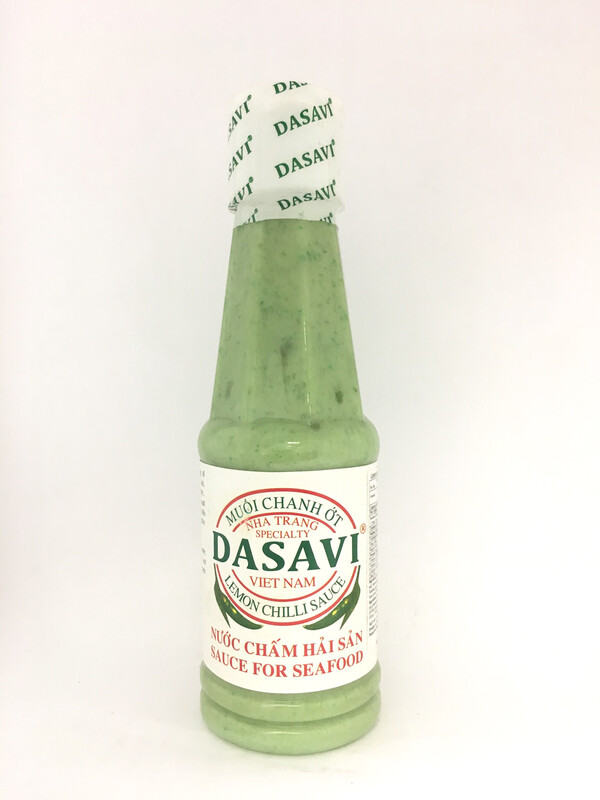 DASAVI®
DASAVI®
DASAVI®
DASAVI®
MUỐI CHANH ỚT
NHA TRANG
SPECIALTY
DASAVI®
VIET NAM
LEMON CHILLI SAUCE
NƯỚC CHẤM HẢI SẢN
SAUCE FOR SEAFOOD